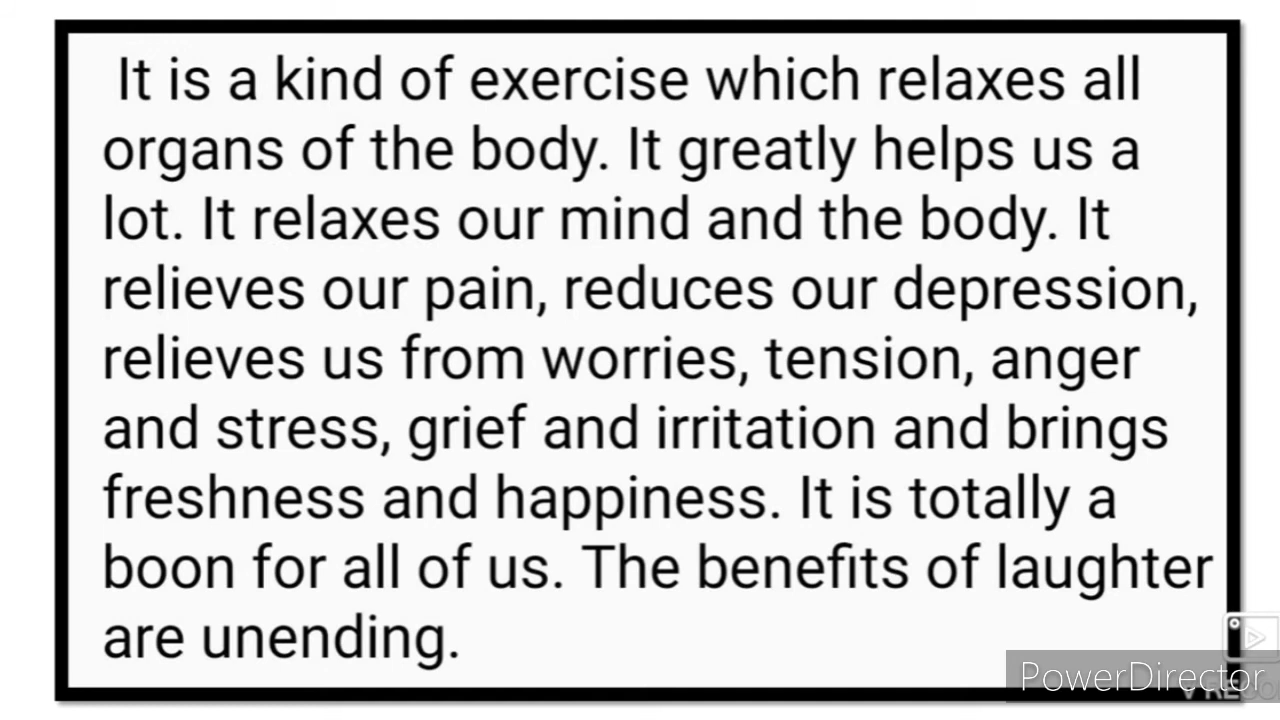 It is a kind of exercise which relaxes all
organs of the body. It greatly helps us a
lot. It relaxes our mind and the body. It
relieves our pain, reduces our depression,
relieves us from worries, tension, anger
and stress, grief and irritation and brings
freshness and happiness. It is totally a
boon for all of us. The benefits of laughter
are unending.
PowerDirector